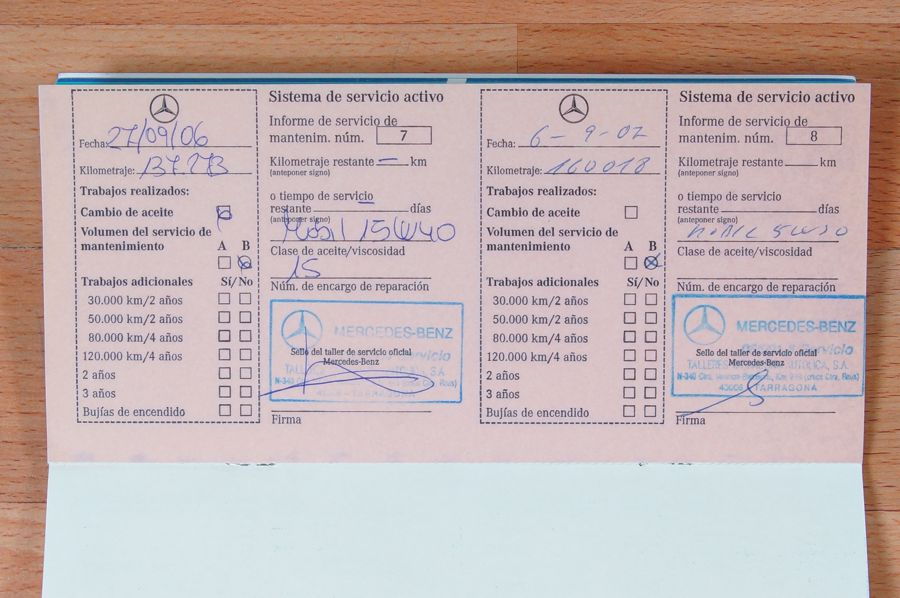 Fecha: 27/09/06
Kilometraje: 137.273
Trabajos realizados:
Cambio de aceite
Volumen del servicio de
mantenimiento
A B
Trabajos adicionales Sí/No
30.000 km/2 años
50.000 km/2 años
80.000 km/4 años
120.000 km/4 años
2 años
3 años
Bujías de encendido
Sistema de servicio activo
Informe de servicio de
mantenim. núm. 7
Kilometraje restante — km
(anteponer signo)
o tiempo de servicio
restante días
(anteponer signo)
Mobil 15W40
Clase de aceite/viscosidad
15
Núm. de encargo de reparación
MERCEDES-BENZ
Servicio
Sello del taller de servicio oficial
Mercedes-Benz
Firma
Fecha: 6-9-07
Kilometraje: 160018
Trabajos realizados:
Cambio de aceite
Volumen del servicio de
mantenimiento
A B
Trabajos adicionales Sí/No
30.000 km/2 años
50.000 km/2 años
80.000 km/4 años
120.000 km/4 años
2 años
3 años
Bujías de encendido
Sistema de servicio activo
Informe de servicio de
mantenim. núm. 8
Kilometraje restante km
(anteponer signo)
o tiempo de servicio
restante días
(anteponer signo)
Clase de aceite/viscosidad
Núm. de encargo de reparación
MERCEDES-BENZ
Servicio
Sello del taller de servicio oficial
Mercedes-Benz
TALLERES S.A.
N-340
TARRAGONA
Firma